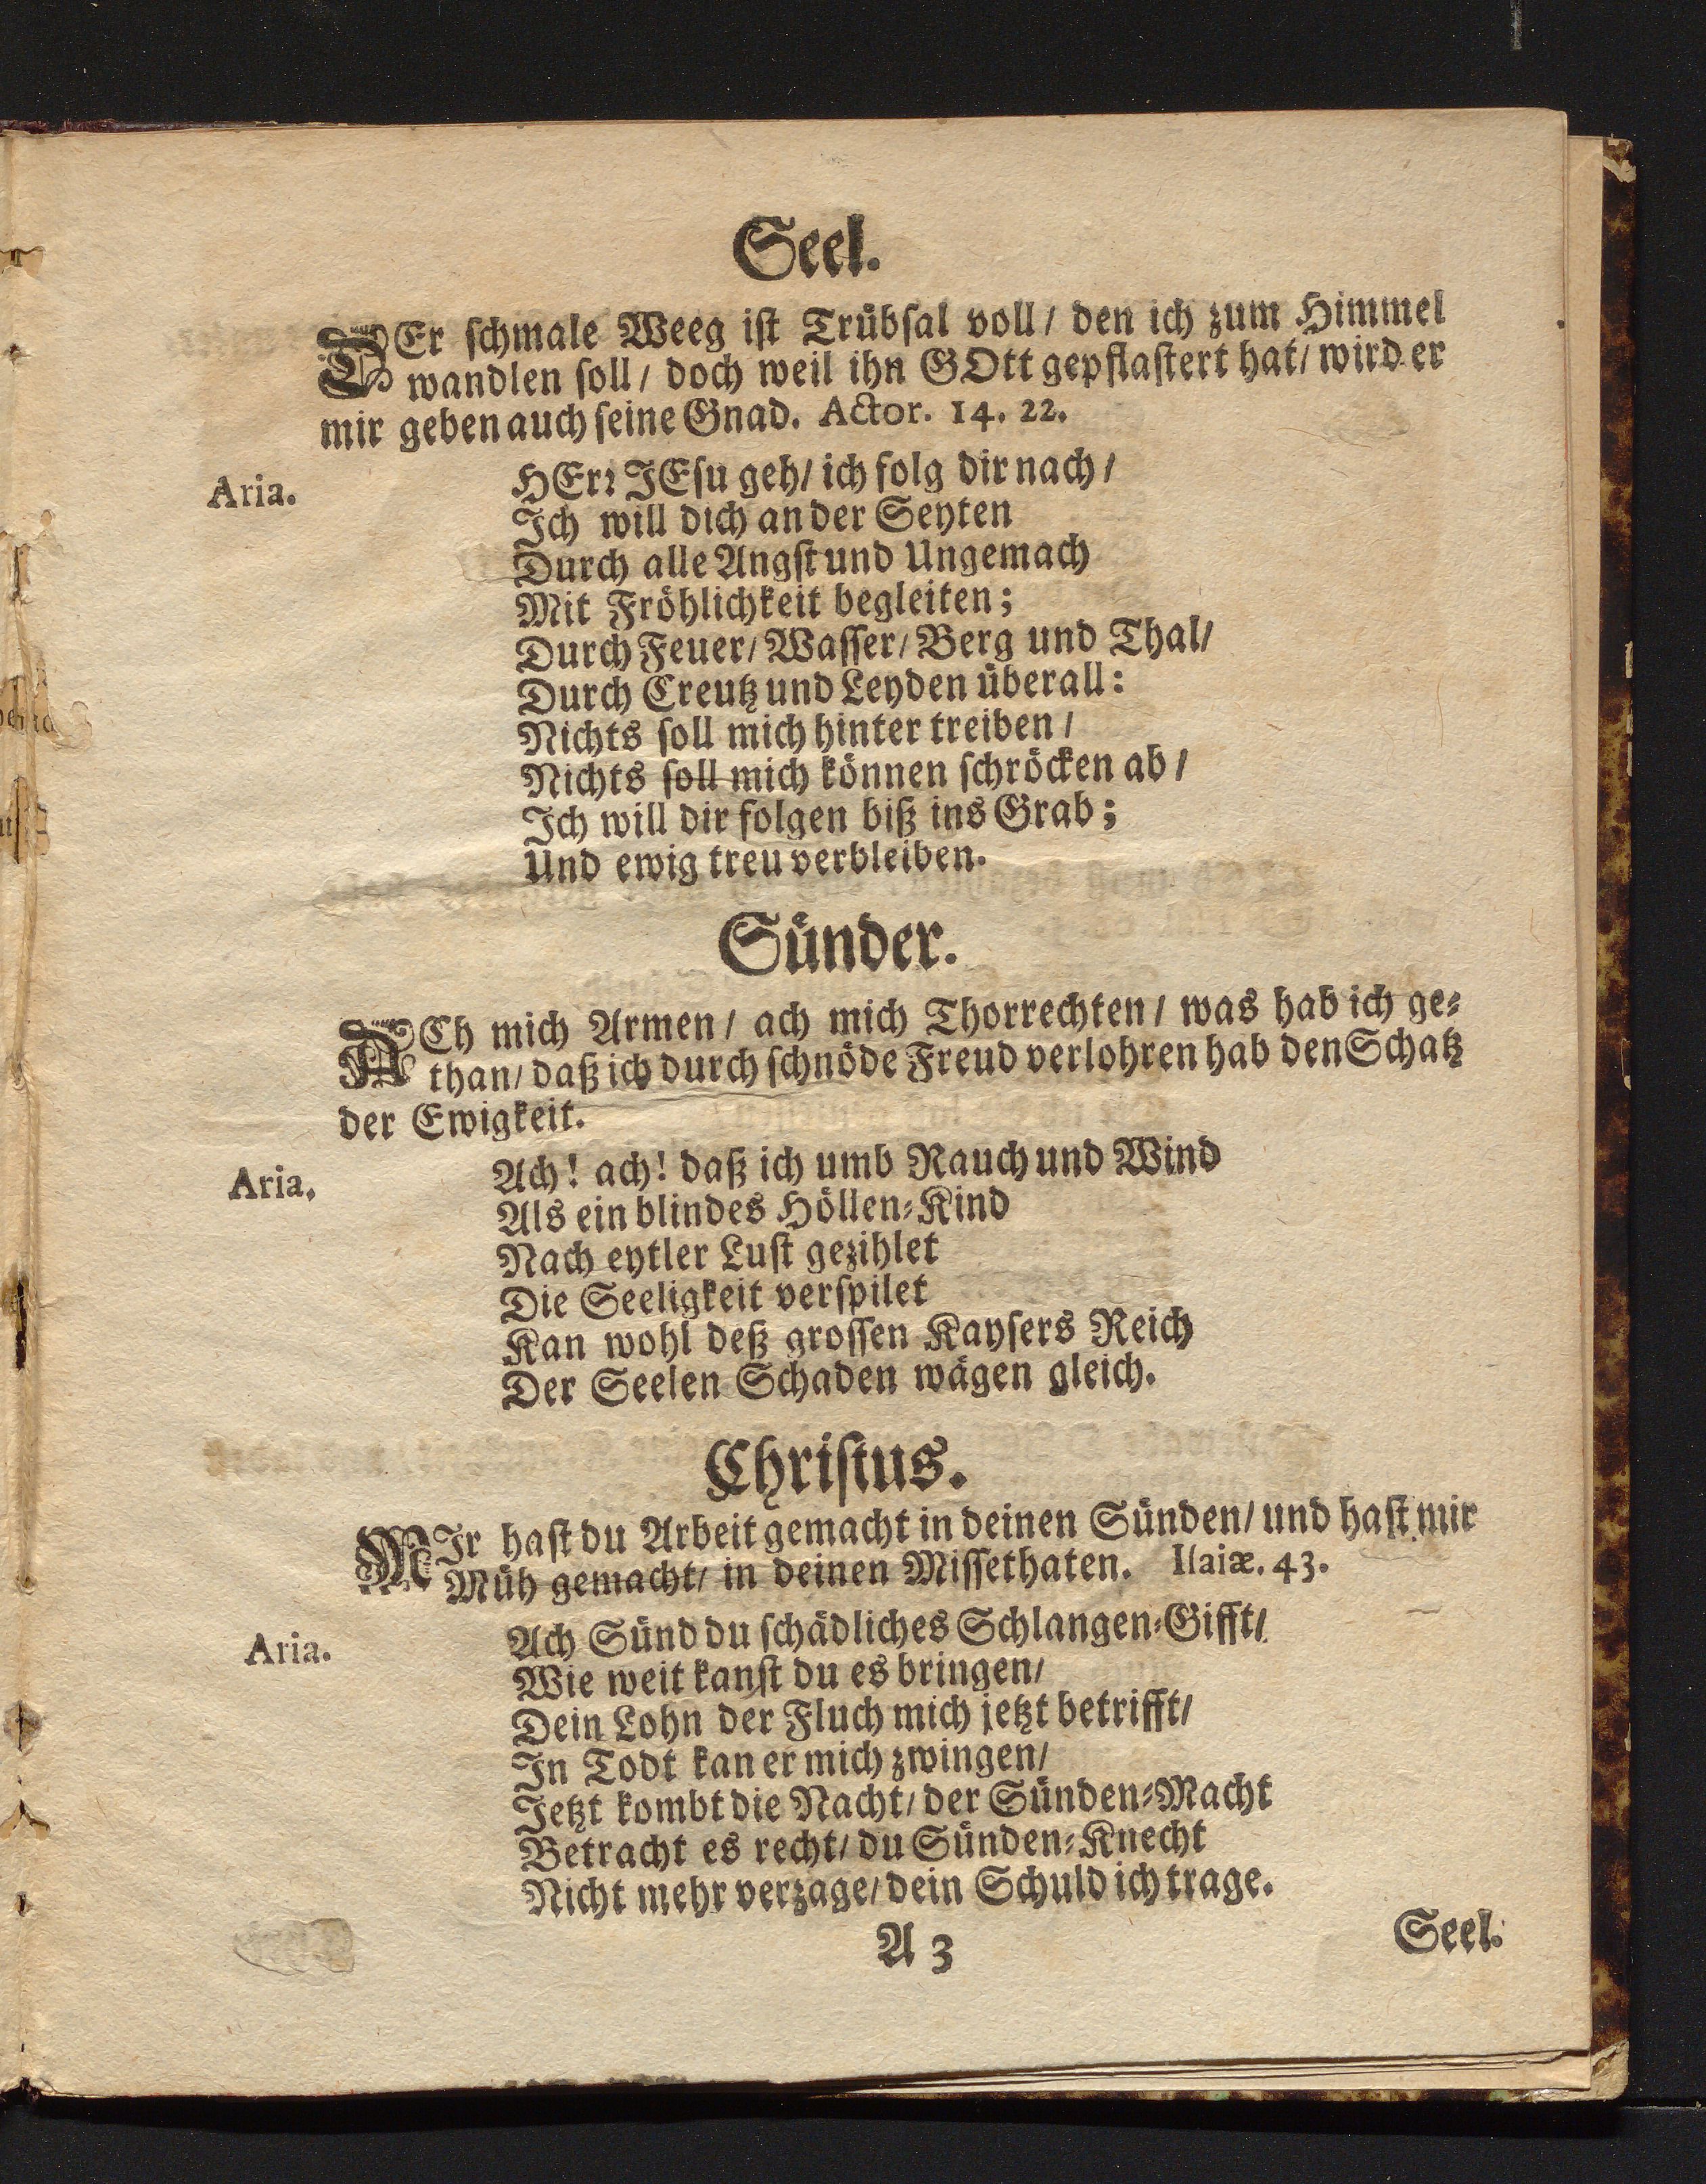 Seel.
DEr schmale Weeg ist Trübsal voll / den ich zum Himmel
wandlen soll / doch weil ihn GOtt gepflastert hat / wird er
mir geben auch seine Gnad. Actor. 14. 22.
Aria.
HErr JEsu geh / ich folg dir nach /
Ich will dich an der Seyten
Durch alle Angst und Ungemach
Mit Fröhlichkeit begleiten;
Durch Feuer / Wasser / Berg und Thal /
Durch Creutz und Leyden überall:
Nichts soll mich hinter treiben /
Nichts soll mich können schröcken ab /
Ich will dir folgen biß ins Grab;
Und ewig treu verbleiben.
Sünder.
ACh mich Armen / ach mich Thorrechten / was hab ich ge-
than / daß ich durch schnöde Freud verlohren hab den Schatz
der Ewigkeit.
Aria.
Ach! ach! daß ich umb Rauch und Wind
Als ein blindes Höllen-Kind
Nach eytler Lust gezihlet
Die Seeligkeit verspilet
Kan wohl deß grossen Kaysers Reich
Der Seelen Schaden wägen gleich.
Christus.
MIr hast du Arbeit gemacht in deinen Sünden / und hast mir
Müh gemacht / in deinen Missethaten. Isaiæ. 43.
Aria.
Ach Sünd du schädliches Schlangen-Gifft /
Wie weit kanst du es bringen /
Dein Lohn der Fluch mich jetzt betrifft /
In Todt kan er mich zwingen /
Jetzt kombt die Nacht / der Sünden-Macht
Betracht es recht / du Sünden-Knecht
Nicht mehr verzage / dein Schuld ich trage.
A 3
Seel.